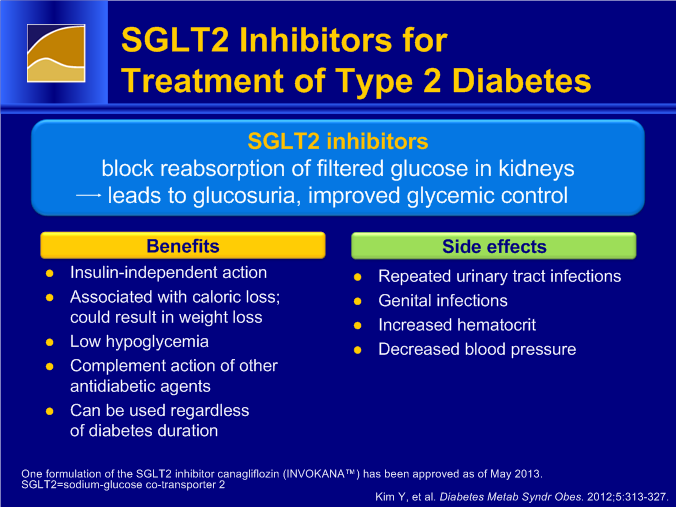 SGLT2 Inhibitors for
Treatment of Type 2 Diabetes
SGLT2 inhibitors
block reabsorption of filtered glucose in kidneys
→ leads to glucosuria, improved glycemic control
Benefits
● Insulin-independent action
● Associated with caloric loss;
could result in weight loss
● Low hypoglycemia
● Complement action of other
antidiabetic agents
● Can be used regardless
of diabetes duration
Side effects
● Repeated urinary tract infections
● Genital infections
● Increased hematocrit
● Decreased blood pressure
One formulation of the SGLT2 inhibitor canagliflozin (INVOKANA™) has been approved as of May 2013.
SGLT2=sodium-glucose co-transporter 2
Kim Y, et al. Diabetes Metab Syndr Obes. 2012;5:313-327.